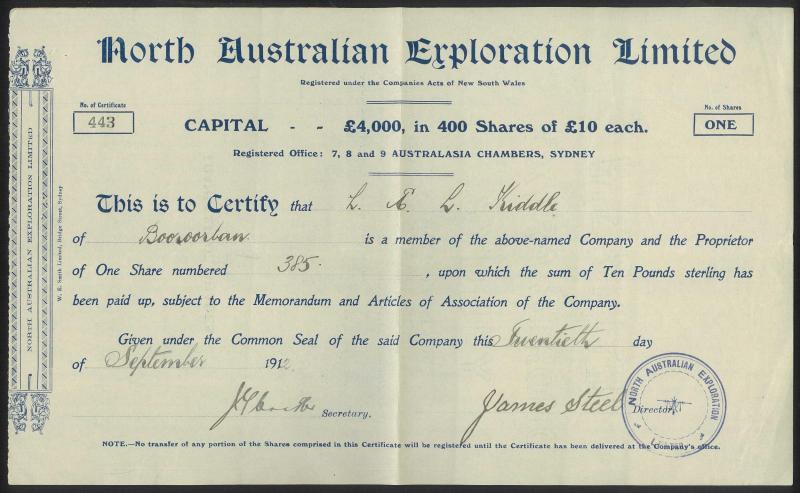 North Australian Exploration Limited
Registered under the Companies Acts of New South Wales
No. of Certificate
443
No. of Shares
ONE
CAPITAL - - £4,000, in 400 Shares of £10 each.
Registered Office: 7, 8 and 9 AUSTRALASIA CHAMBERS, SYDNEY
This is to Certify that L. A. L. Kiddle
of Booroorban is a member of the above-named Company and the Proprietor
of One Share numbered 385. , upon which the sum of Ten Pounds sterling has
been paid up, subject to the Memorandum and Articles of Association of the Company.
Given under the Common Seal of the said Company this Twentieth day
of September 1912.
Secretary.
James Steel Director.
NORTH AUSTRALIAN EXPLORATION
LIMITED
NOTE.—No transfer of any portion of the Shares comprised in this Certificate will be registered until the Certificate has been delivered at the Company's office.
NORTH AUSTRALIAN EXPLORATION LIMITED
W. E. Smith Limited, Bridge Street, Sydney